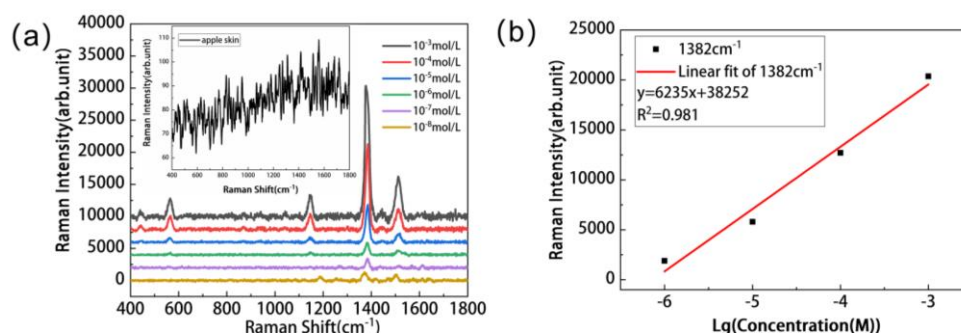 (a)
40000
35000
30000
25000
20000
15000
10000
5000
0
Raman Intensity(arb.unit)
400 600 800 1000 1200 1400 1600 1800
Raman Shift(cm⁻¹)
apple skin
110
100
90
80
70
60
Raman Intensity(arb.unit)
400 600 800 1000 1200 1400 1600 1800
Raman Shift(cm⁻¹)
10⁻³mol/L
10⁻⁴mol/L
10⁻⁵mol/L
10⁻⁶mol/L
10⁻⁷mol/L
10⁻⁸mol/L
(b)
25000
20000
15000
10000
5000
0
Raman Intensity(arb.unit)
1382cm⁻¹
Linear fit of 1382cm⁻¹
y=6235x+38252
R²=0.981
-6 -5 -4 -3
Lg(Concentration(M))